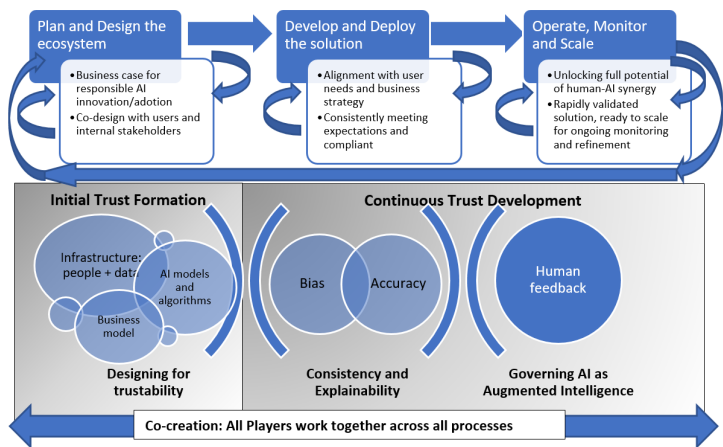 Plan and Design the
ecosystem
Develop and Deploy
the solution
Operate, Monitor
and Scale
•Business case for
responsible AI
innovation/adotion
•Co-design with users and
internal stakeholders
•Alignment with user
needs and business
strategy
•Consistently meeting
expectations and
compliant
•Unlocking full potential
of human-AI synergy
•Rapidly validated
solution, ready to scale
for ongoing monitoring
and refinement
Initial Trust Formation
Continuous Trust Development
Infrastructure:
people + data
AI models
and
algorithms
Business
model
Bias
Accuracy
Human
feedback
Designing for
trustability
Consistency and
Explainability
Governing AI as
Augmented Intelligence
Co-creation: All Players work together across all processes